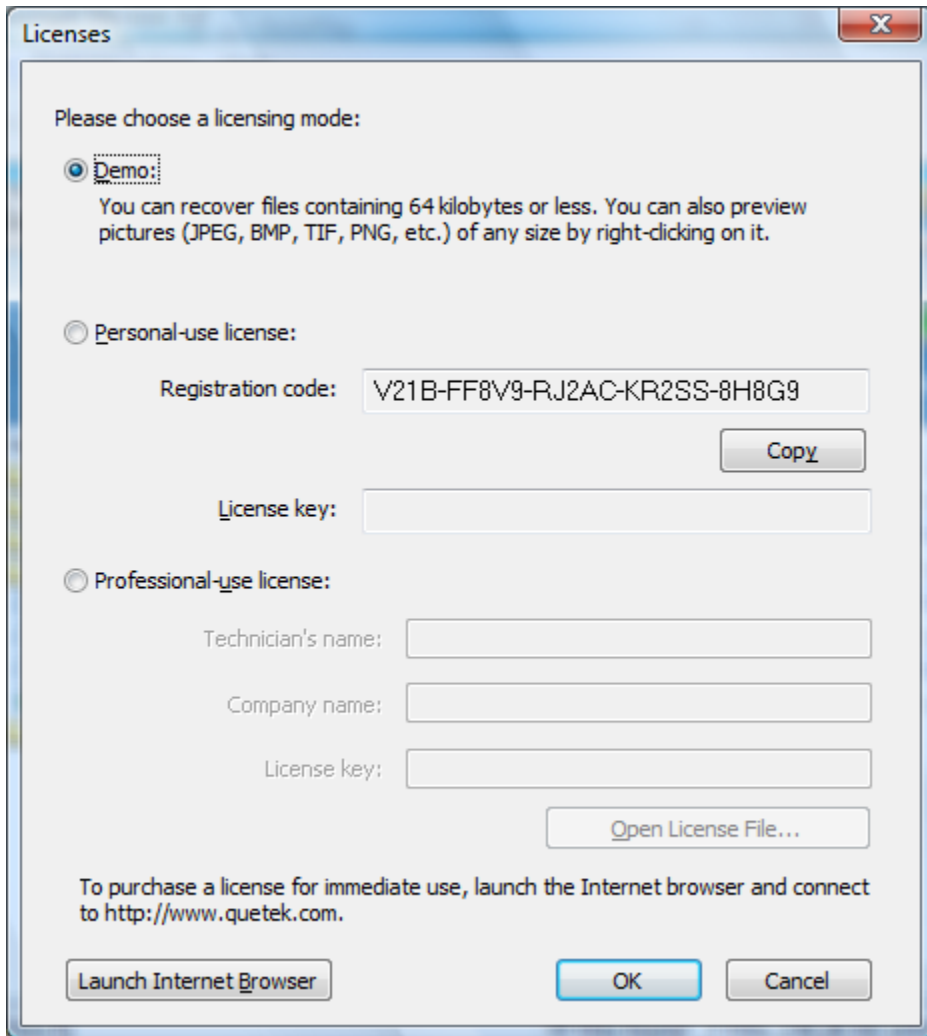 Licenses
Please choose a licensing mode:
Demo:
You can recover files containing 64 kilobytes or less. You can also preview
pictures (JPEG, BMP, TIF, PNG, etc.) of any size by right-clicking on it.
Personal-use license:
Registration code: V21B-FF8V9-RJ2AC-KR2SS-8H8G9
Copy
License key:
Professional-use license:
Technician's name:
Company name:
License key:
Open License File...
To purchase a license for immediate use, launch the Internet browser and connect
to http://www.quetek.com.
Launch Internet Browser OK Cancel